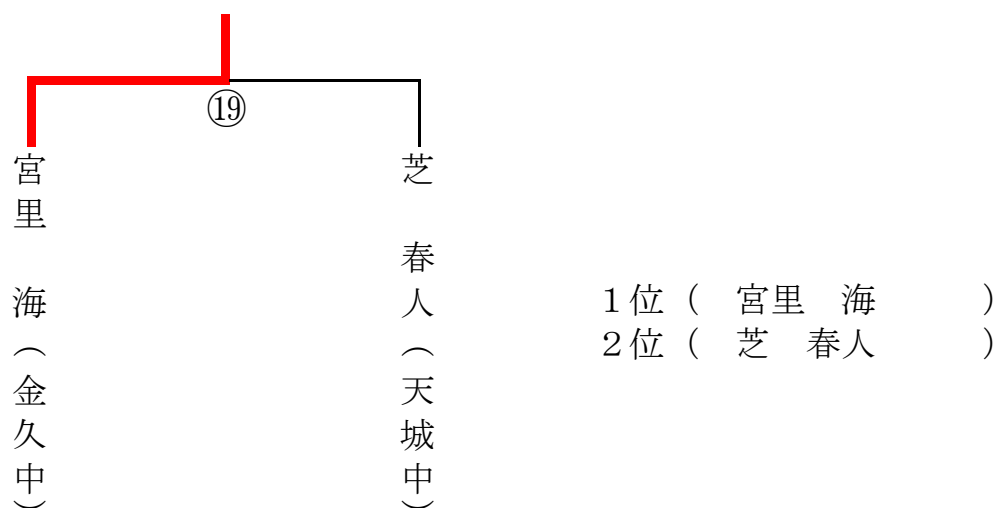 ⑲
宮里　海（金久中）
芝　春人（天城中）
１位（　宮里　海　　　）
２位（　芝　春人　　　）